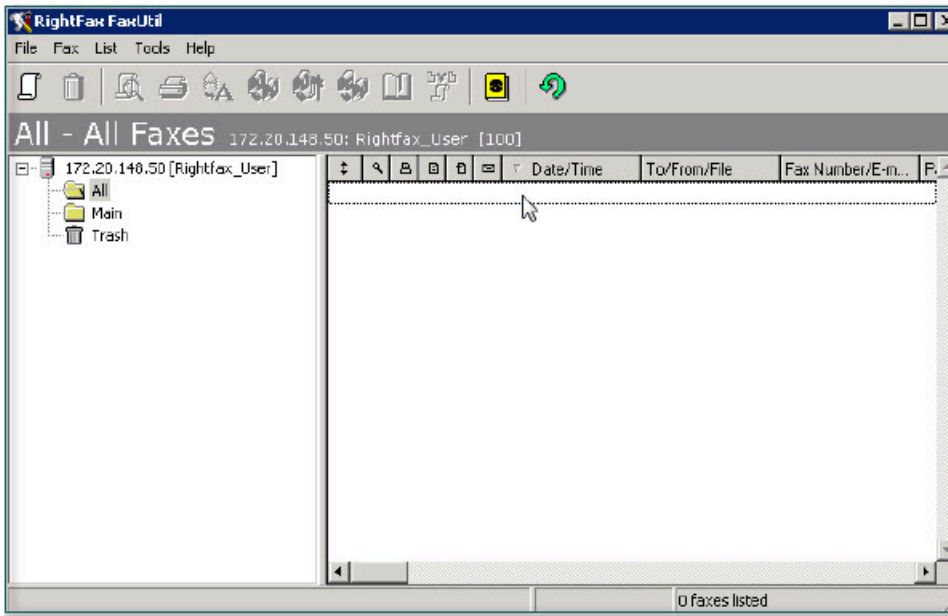 RightFax FaxUtil
File Fax List Tools Help
All - All Faxes 172.20.148.50: Rightfax_User [100]
172.20.148.50 [Rightfax_User]
All
Main
Trash
Date/Time To/From/File Fax Number/E-m...
0 faxes listed